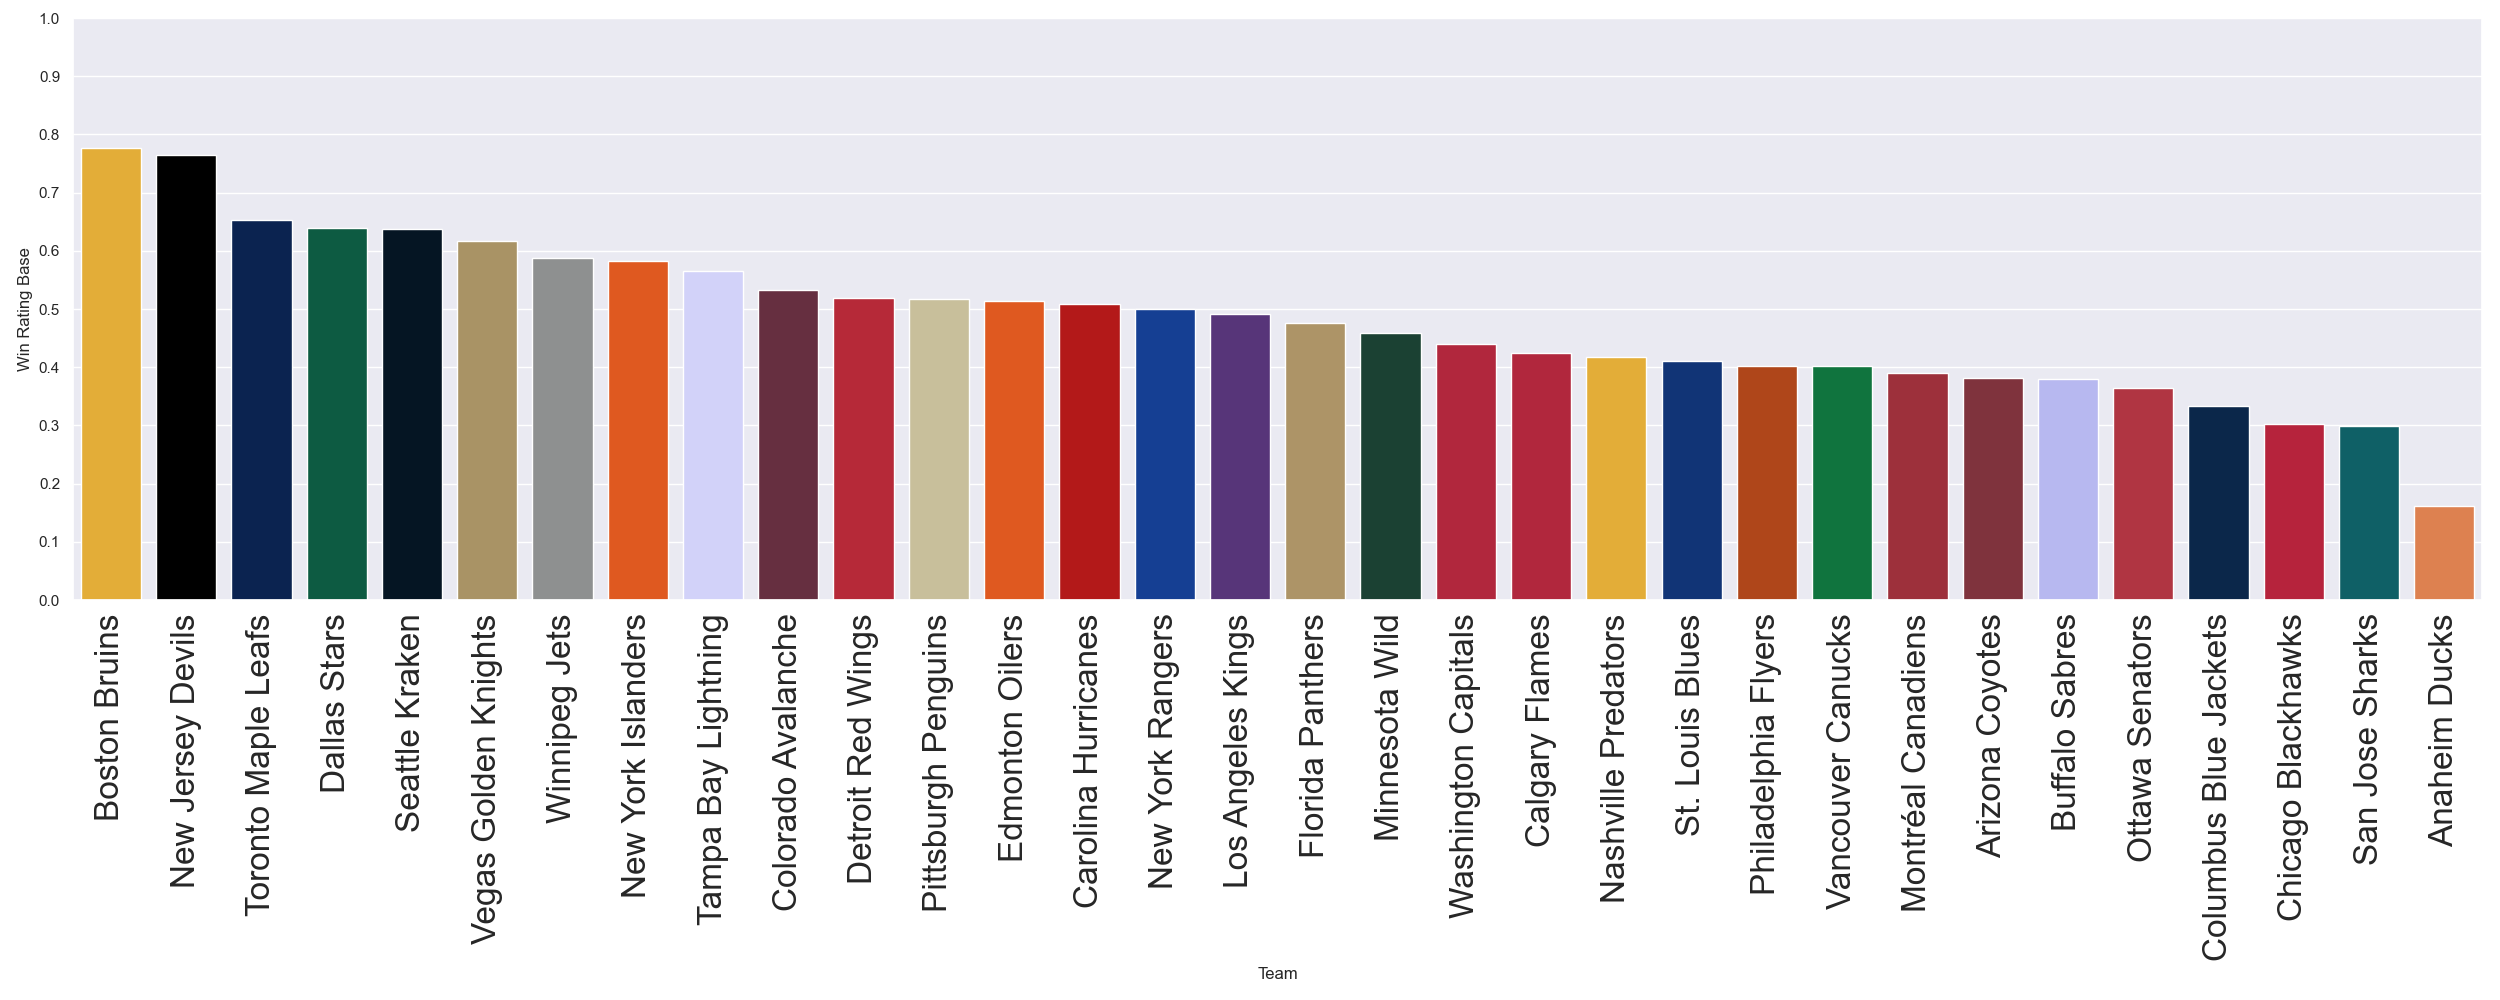 1.0
0.9
0.8
0.7
0.6
0.5
0.4
0.3
0.2
0.1
0.0
Win Rating Base
Boston Bruins
New Jersey Devils
Toronto Maple Leafs
Dallas Stars
Seattle Kraken
Vegas Golden Knights
Winnipeg Jets
New York Islanders
Tampa Bay Lightning
Colorado Avalanche
Detroit Red Wings
Pittsburgh Penguins
Edmonton Oilers
Carolina Hurricanes
New York Rangers
Los Angeles Kings
Florida Panthers
Minnesota Wild
Washington Capitals
Calgary Flames
Nashville Predators
St. Louis Blues
Philadelphia Flyers
Vancouver Canucks
Montréal Canadiens
Arizona Coyotes
Buffalo Sabres
Ottawa Senators
Columbus Blue Jackets
Chicago Blackhawks
San Jose Sharks
Anaheim Ducks
Team